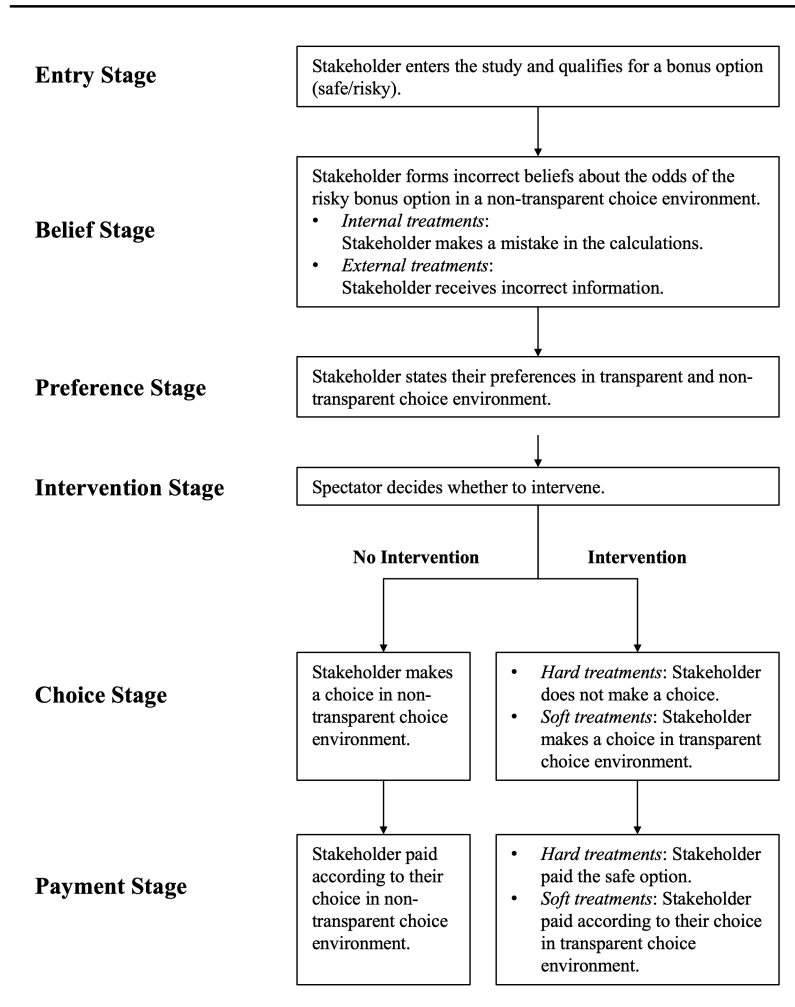 Entry Stage
Stakeholder enters the study and qualifies for a bonus option
(safe/risky).
Belief Stage
Stakeholder forms incorrect beliefs about the odds of the
risky bonus option in a non-transparent choice environment.
• Internal treatments:
Stakeholder makes a mistake in the calculations.
• External treatments:
Stakeholder receives incorrect information.
Preference Stage
Stakeholder states their preferences in transparent and non-
transparent choice environment.
Intervention Stage
Spectator decides whether to intervene.
No Intervention
Intervention
Choice Stage
Stakeholder makes
a choice in non-
transparent choice
environment.
• Hard treatments: Stakeholder
does not make a choice.
• Soft treatments: Stakeholder
makes a choice in transparent
choice environment.
Payment Stage
Stakeholder paid
according to their
choice in non-
transparent choice
environment.
• Hard treatments: Stakeholder
paid the safe option.
• Soft treatments: Stakeholder
paid according to their choice
in transparent choice
environment.